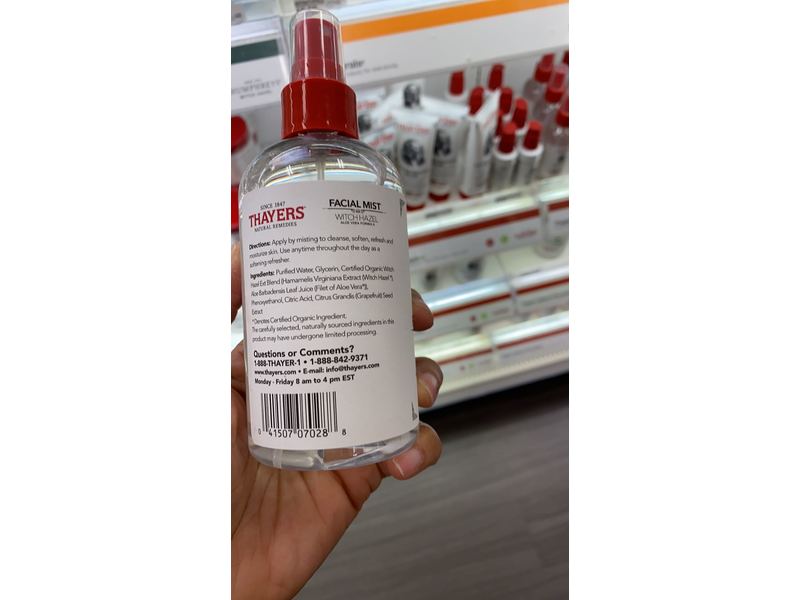 SINCE 1847
THAYERS
NATURAL REMEDIES
FACIAL MIST
WITCH HAZEL
ALOE VERA FORMULA
Directions: Apply by misting to cleanse, soften, refresh and
moisturize skin. Use anytime throughout the day as a
softening refresher.
Ingredients: Purified Water, Glycerin, Certified Organic Witch
Hazel Ext Blend (Hamamelis Virginiana Extract (Witch Hazel*),
Aloe Barbadensis Leaf Juice (Filet of Aloe Vera*)),
Phenoxyethanol, Citric Acid, Citrus Grandis (Grapefruit) Seed
Extract
*Denotes Certified Organic Ingredient.
The carefully selected, naturally sourced ingredients in this
product may have undergone limited processing.
Questions or Comments?
1-888-THAYER-1 • 1-888-842-9371
www.thayers.com • E-mail: info@thayers.com
Monday - Friday 8 am to 4 pm EST
0 41507 07028 8